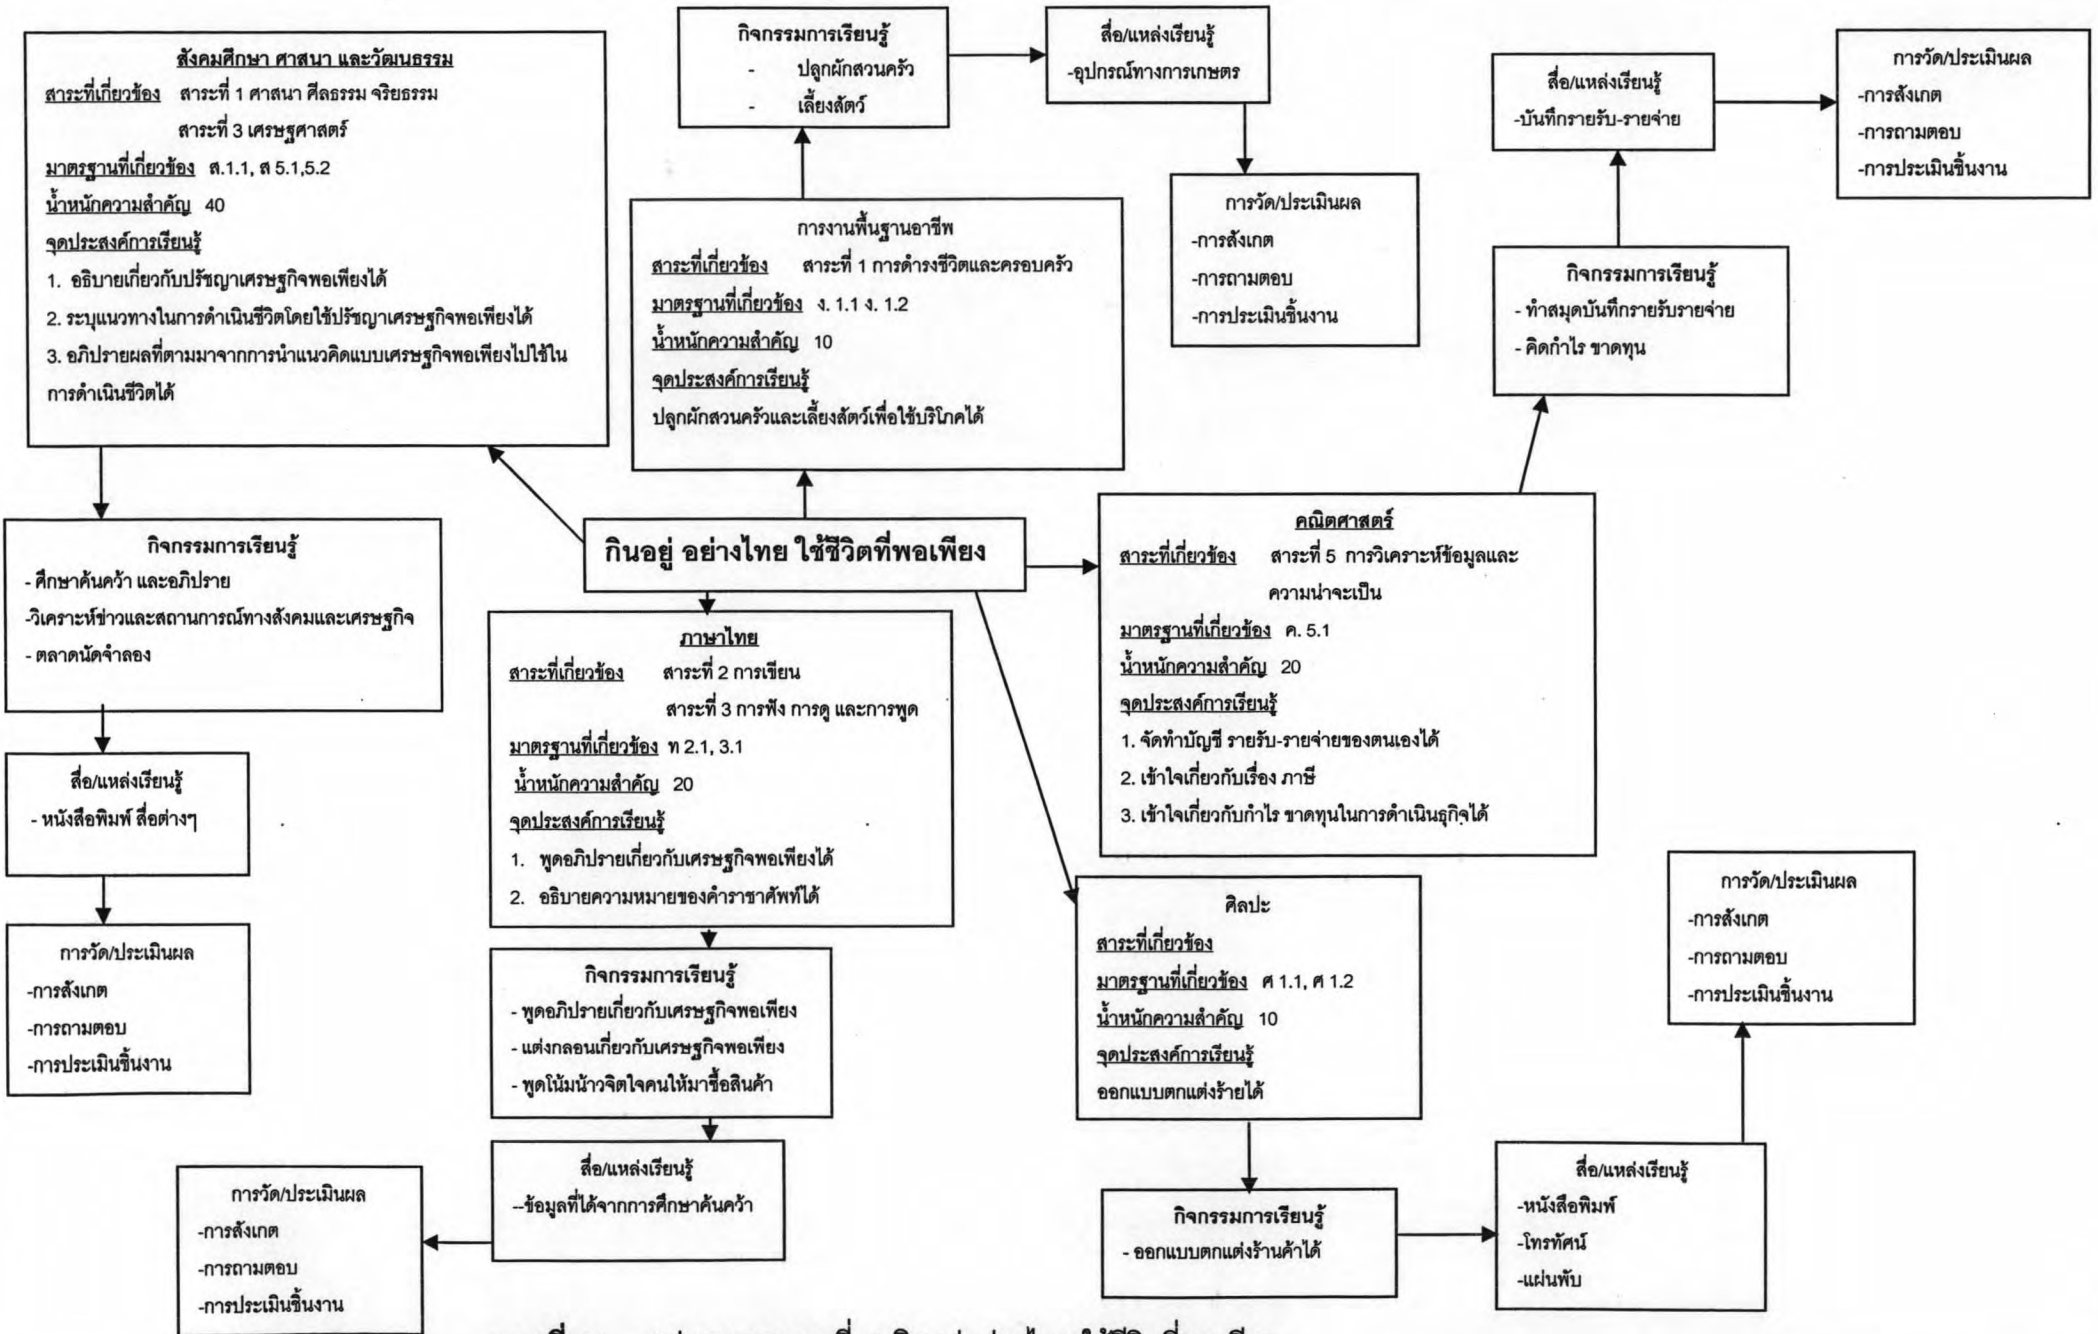 สังคมศึกษา ศาสนา และวัฒนธรรม
สาระที่เกี่ยวข้อง สาระที่ 1 ศาสนา ศีลธรรม จริยธรรม
สาระที่ 3 เศรษฐศาสตร์
มาตรฐานที่เกี่ยวข้อง ส.1.1, ส 5.1,5.2
น้ำหนักความสำคัญ 40
จุดประสงค์การเรียนรู้
1. อธิบายเกี่ยวกับปรัชญาเศรษฐกิจพอเพียงได้
2. ระบุแนวทางในการดำเนินชีวิตโดยใช้ปรัชญาเศรษฐกิจพอเพียงได้
3. อภิปรายผลที่ตามมาจากการนำแนวคิดแบบเศรษฐกิจพอเพียงไปใช้ใน
การดำเนินชีวิตได้
กิจกรรมการเรียนรู้
- ปลูกผักสวนครัว
- เลี้ยงสัตว์
สื่อ/แหล่งเรียนรู้
-อุปกรณ์ทางการเกษตร
การวัด/ประเมินผล
-การสังเกต
-การถามตอบ
-การประเมินชิ้นงาน
การงานพื้นฐานอาชีพ
สาระที่เกี่ยวข้อง สาระที่ 1 การดำรงชีวิตและครอบครัว
มาตรฐานที่เกี่ยวข้อง ง. 1.1 ง. 1.2
น้ำหนักความสำคัญ 10
จุดประสงค์การเรียนรู้
ปลูกผักสวนครัวและเลี้ยงสัตว์เพื่อใช้บริโภคได้
สื่อ/แหล่งเรียนรู้
-บันทึกรายรับ-รายจ่าย
การวัด/ประเมินผล
-การสังเกต
-การถามตอบ
-การประเมินชิ้นงาน
กิจกรรมการเรียนรู้
- ทำสมุดบันทึกรายรับรายจ่าย
- คิดกำไร ขาดทุน
กินอยู่ อย่างไทย ใช้ชีวิตที่พอเพียง
คณิตศาสตร์
สาระที่เกี่ยวข้อง สาระที่ 5 การวิเคราะห์ข้อมูลและ
ความน่าจะเป็น
มาตรฐานที่เกี่ยวข้อง ค. 5.1
น้ำหนักความสำคัญ 20
จุดประสงค์การเรียนรู้
1. จัดทำบัญชี รายรับ-รายจ่ายของตนเองได้
2. เข้าใจเกี่ยวกับเรื่อง ภาษี
3. เข้าใจเกี่ยวกับกำไร ขาดทุนในการดำเนินธุกิจได้
กิจกรรมการเรียนรู้
- ศึกษาค้นคว้า และอภิปราย
-วิเคราะห์ข่าวและสถานการณ์ทางสังคมและเศรษฐกิจ
- ตลาดนัดจำลอง
สื่อ/แหล่งเรียนรู้
- หนังสือพิมพ์ สื่อต่างๆ
การวัด/ประเมินผล
-การสังเกต
-การถามตอบ
-การประเมินชิ้นงาน
ภาษาไทย
สาระที่เกี่ยวข้อง สาระที่ 2 การเขียน
สาระที่ 3 การฟัง การดู และการพูด
มาตรฐานที่เกี่ยวข้อง ท 2.1, 3.1
น้ำหนักความสำคัญ 20
จุดประสงค์การเรียนรู้
1. พูดอภิปรายเกี่ยวกับเศรษฐกิจพอเพียงได้
2. อธิบายความหมายของคำราชาศัพท์ได้
กิจกรรมการเรียนรู้
- พูดอภิปรายเกี่ยวกับเศรษฐกิจพอเพียง
- แต่งกลอนเกี่ยวกับเศรษฐกิจพอเพียง
- พูดโน้มน้าวจิตใจคนให้มาซื้อสินค้า
สื่อ/แหล่งเรียนรู้
--ข้อมูลที่ได้จากการศึกษาค้นคว้า
การวัด/ประเมินผล
-การสังเกต
-การถามตอบ
-การประเมินชิ้นงาน
ศิลปะ
สาระที่เกี่ยวข้อง
มาตรฐานที่เกี่ยวข้อง ศ 1.1, ศ 1.2
น้ำหนักความสำคัญ 10
จุดประสงค์การเรียนรู้
ออกแบบตกแต่งร้ายได้
กิจกรรมการเรียนรู้
- ออกแบบตกแต่งร้านค้าได้
สื่อ/แหล่งเรียนรู้
-หนังสือพิมพ์
-โทรทัศน์
-แผ่นพับ
การวัด/ประเมินผล
-การสังเกต
-การถามตอบ
-การประเมินชิ้นงาน